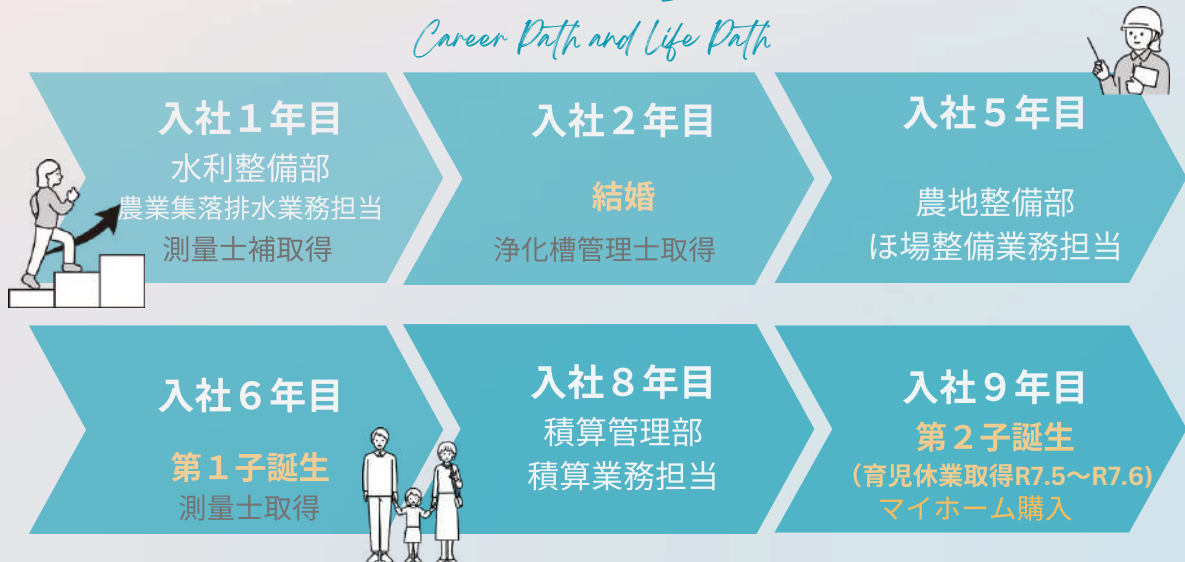 Career Path and Life Path
入社１年目
水利整備部
農業集落排水業務担当
測量士補取得
入社２年目
結婚
浄化槽管理士取得
入社５年目
農地整備部
ほ場整備業務担当
入社６年目
第１子誕生
測量士取得
入社８年目
積算管理部
積算業務担当
入社９年目
第２子誕生
（育児休業取得R7.5～R7.6)
マイホーム購入